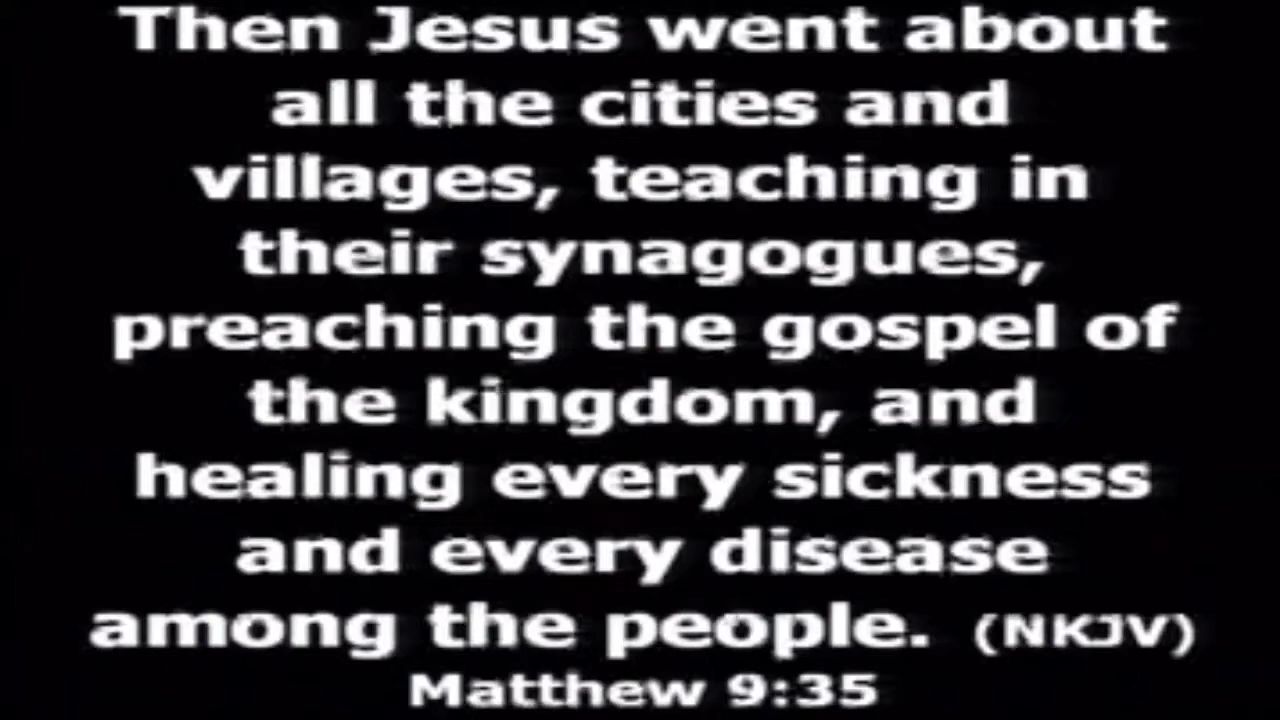 Then Jesus went about
all the cities and
villages, teaching in
their synagogues,
preaching the gospel of
the kingdom, and
healing every sickness
and every disease
among the people. (NKJV)
Matthew 9:35